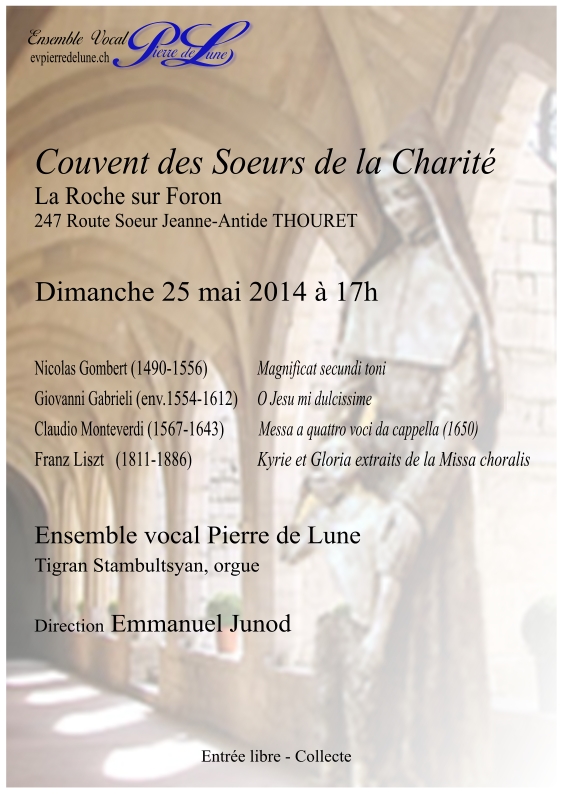 Ensemble Vocal Pierre de Lune
evpierredelune.ch
Couvent des Soeurs de la Charité
La Roche sur Foron
247 Route Soeur Jeanne-Antide THOURET
Dimanche 25 mai 2014 à 17h
Nicolas Gombert (1490-1556) Magnificat secundi toni
Giovanni Gabrieli (env.1554-1612) O Jesu mi dulcissime
Claudio Monteverdi (1567-1643) Messa a quattro voci da cappella (1650)
Franz Liszt (1811-1886) Kyrie et Gloria extraits de la Missa choralis
Ensemble vocal Pierre de Lune
Tigran Stambultsyan, orgue
Direction Emmanuel Junod
Entrée libre - Collecte